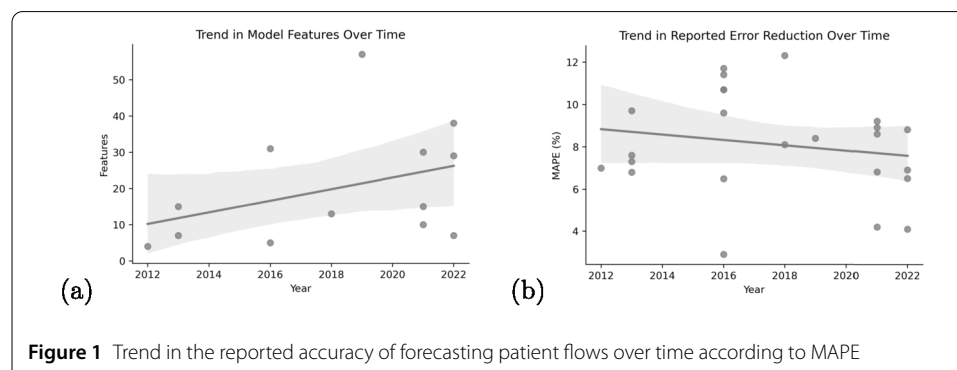 Trend in Model Features Over Time
50
40
30
20
10
0
Features
2012 2014 2016 2018 2020 2022
Year
(a)
Trend in Reported Error Reduction Over Time
12
10
8
6
4
MAPE (%)
2012 2014 2016 2018 2020 2022
Year
(b)
Figure 1 Trend in the reported accuracy of forecasting patient flows over time according to MAPE